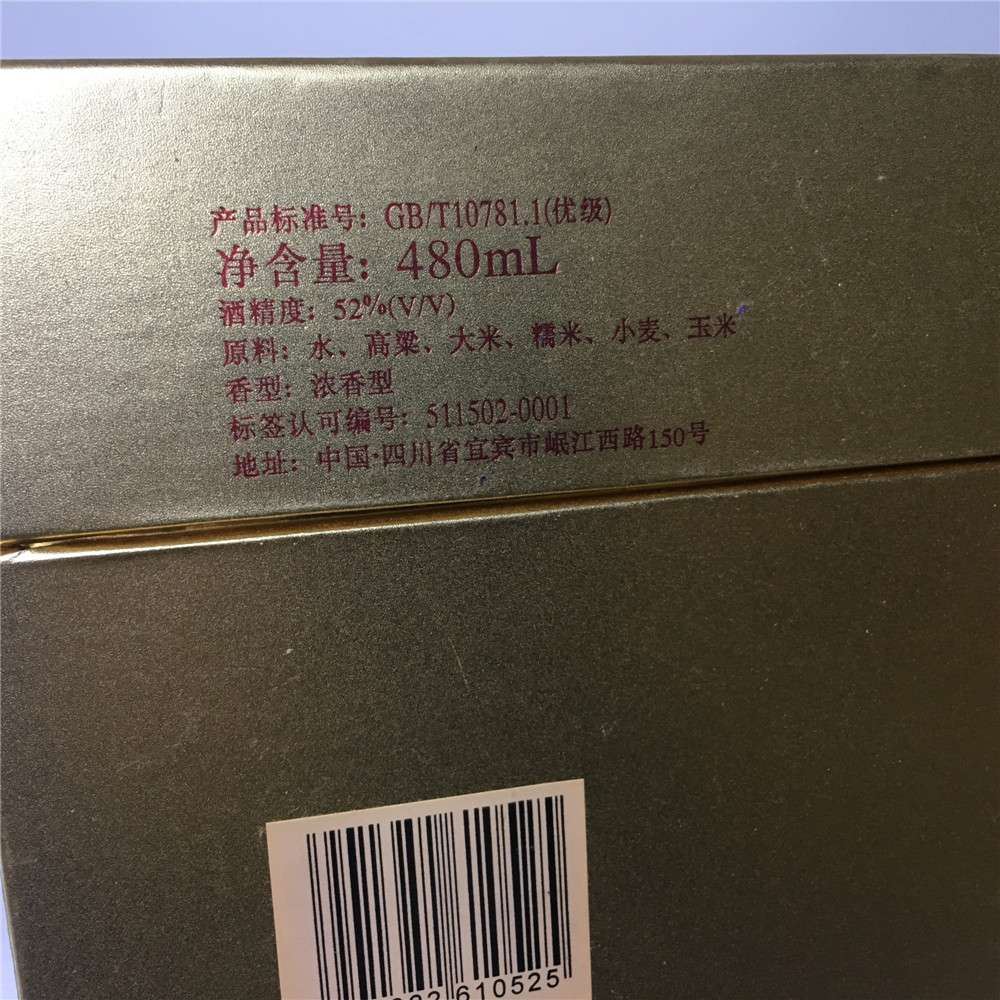 产品标准号：GB/T10781.1(优级)
净含量：480mL
酒精度：52%(V/V)
原料：水、高粱、大米、糯米、小麦、玉米
香型：浓香型
标签认可编号：511502-0001
地址：中国·四川省宜宾市岷江西路150号
610525